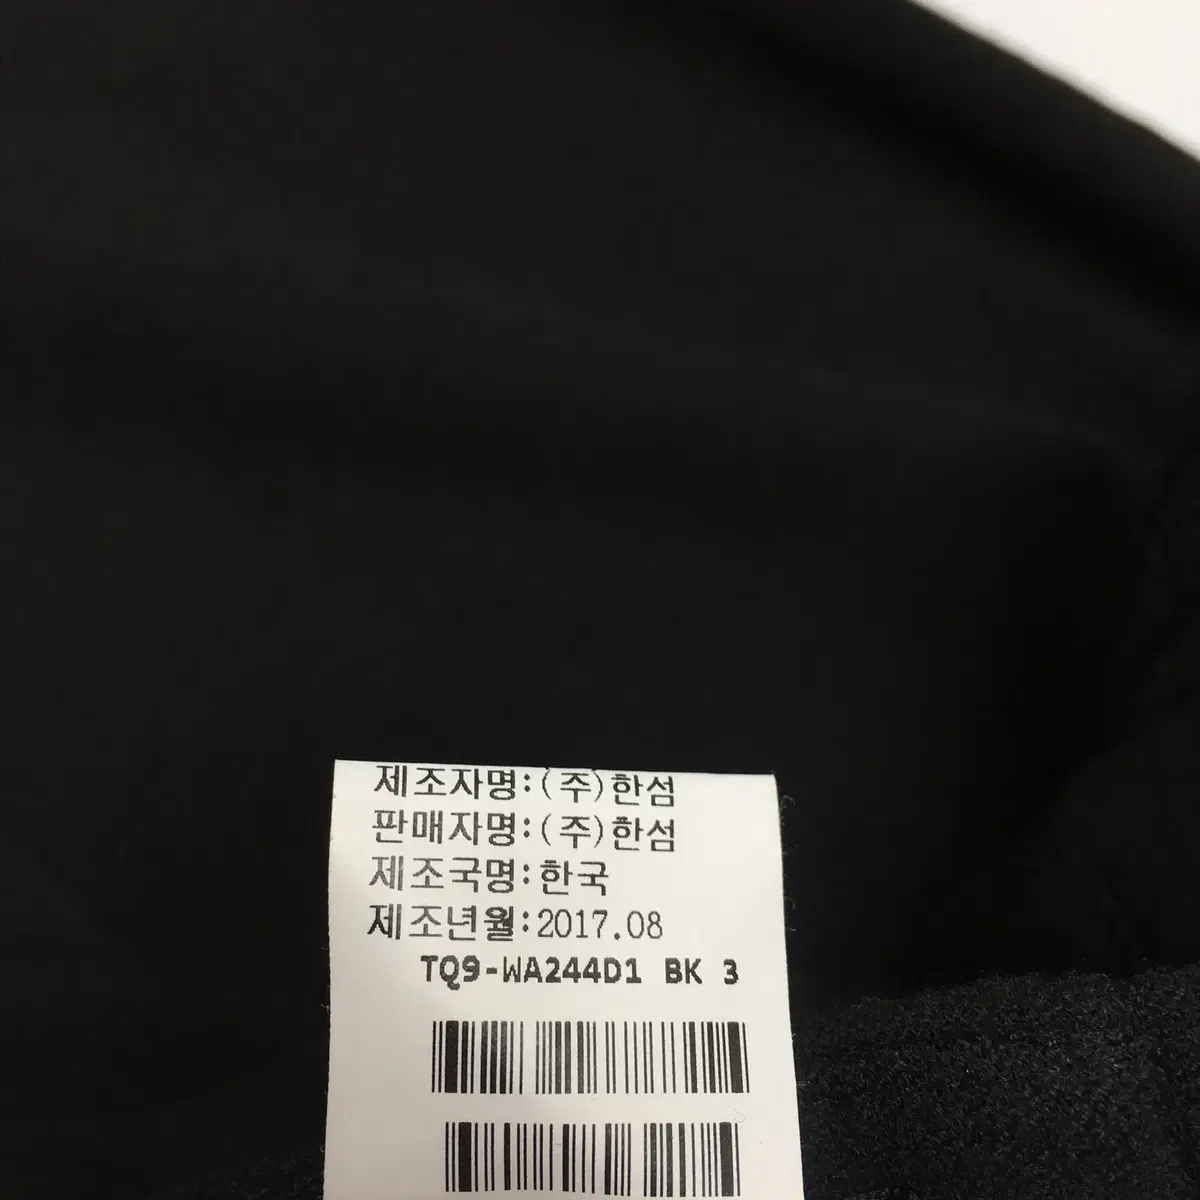 제조자명:(주)한섬
판매자명:(주)한섬
제조국명:한국
제조년월:2017.08
TQ9-WA244D1 BK 3